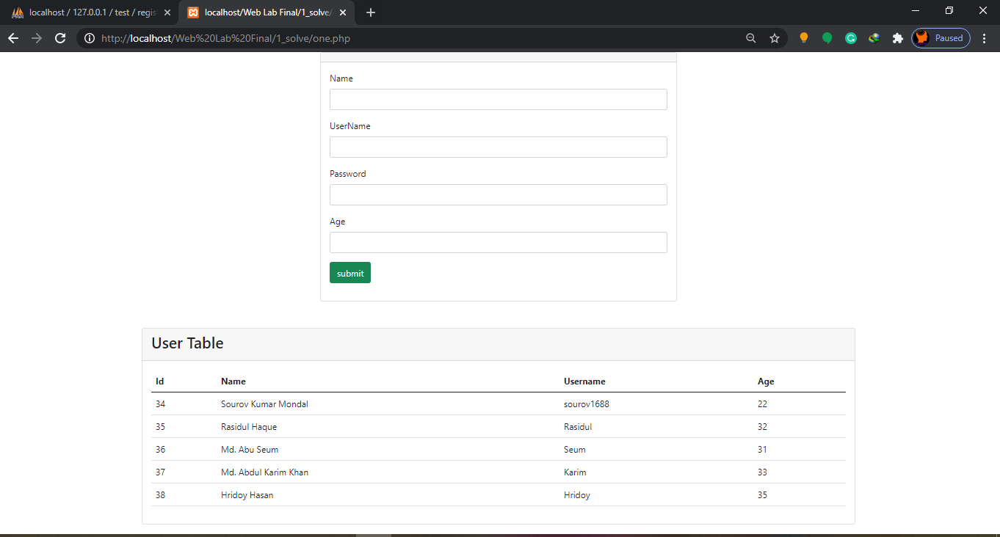 localhost / 127.0.0.1 / test / regis
localhost/Web Lab Final/1_solve/
http://localhost/Web%20Lab%20Final/1_solve/one.php
Paused
Name
UserName
Password
Age
submit
User Table
Id Name Username Age
34 Sourov Kumar Mondal sourov1688 22
35 Rasidul Haque Rasidul 32
36 Md. Abu Seum Seum 31
37 Md. Abdul Karim Khan Karim 33
38 Hridoy Hasan Hridoy 35